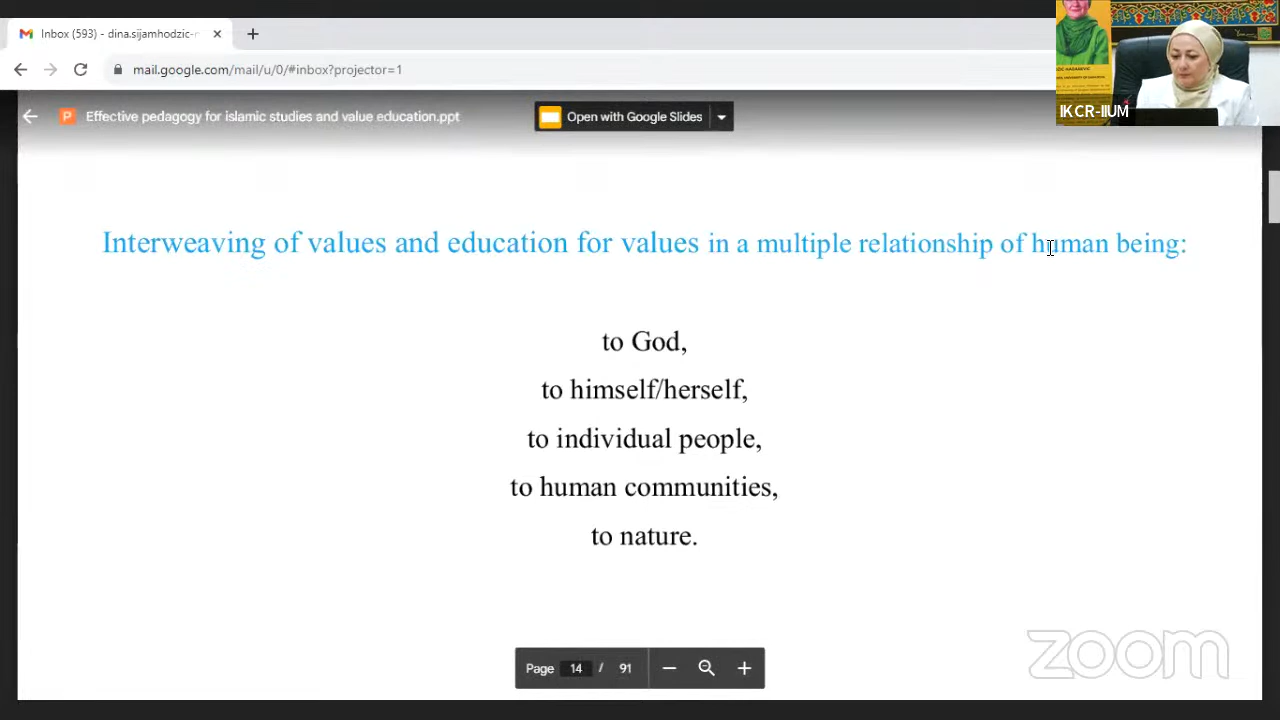 Inbox (593) - dina.sijamhodzic-
mail.google.com/mail/u/0/#inbox?projector=1
IKCR-IIUM
Effective pedagogy for islamic studies and value education.ppt
Open with Google Slides
Interweaving of values and education for values in a multiple relationship of human being:
to God,
to himself/herself,
to individual people,
to human communities,
to nature.
zoom
Page 14 / 91